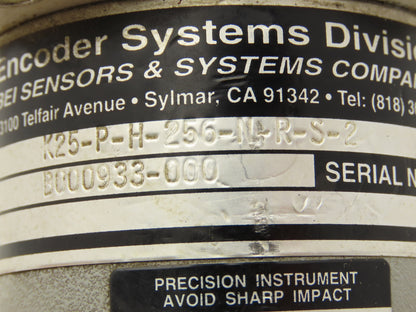 Encoder Systems Divisi
BEI SENSORS & SYSTEMS COMPA
3100 Telfair Avenue • Sylmar, CA 91342 • Tel: (818) 3
K25-P-H-256-N-R-S-2
B000933-000
SERIAL N
PRECISION INSTRUMENT
AVOID SHARP IMPACT